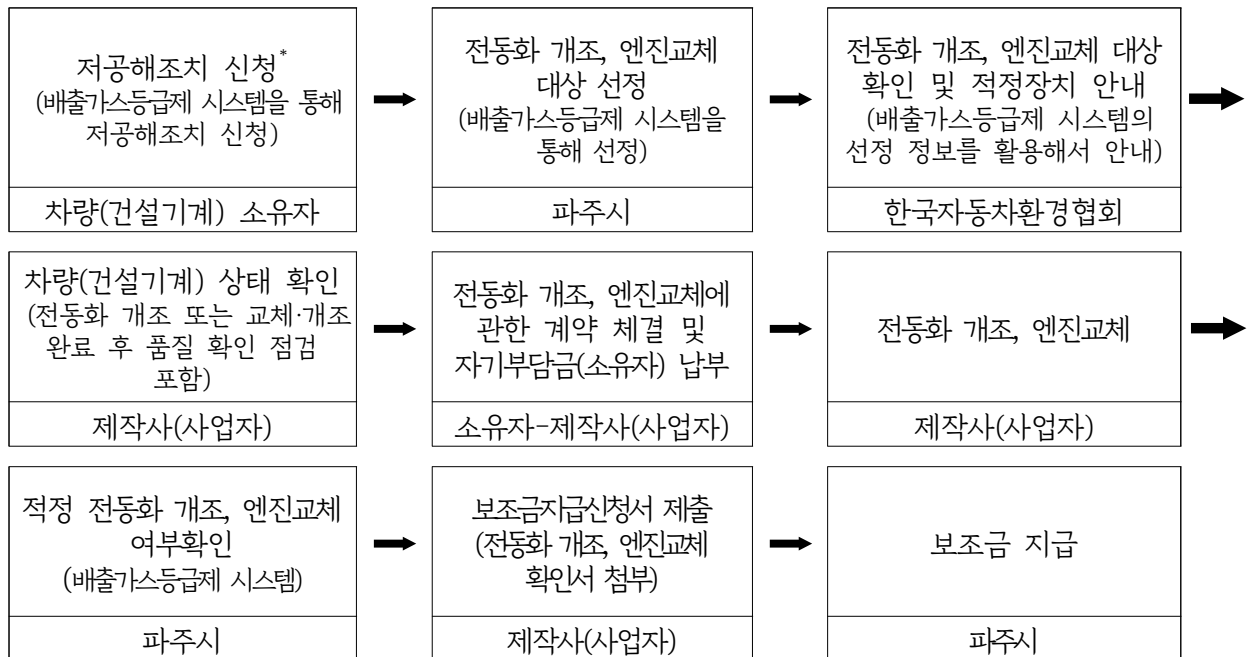 저공해조치 신청*
(배출가스등급제 시스템을 통해
저공해조치 신청)
차량(건설기계) 소유자
전동화 개조, 엔진교체
대상 선정
(배출가스등급제 시스템을
통해 선정)
파주시
전동화 개조, 엔진교체 대상
확인 및 적정장치 안내
(배출가스등급제 시스템의
선정 정보를 활용해서 안내)
한국자동차환경협회
차량(건설기계) 상태 확인
(전동화 개조 또는 교체·개조
완료 후 품질 확인 점검
포함)
제작사(사업자)
전동화 개조, 엔진교체에
관한 계약 체결 및
자기부담금(소유자) 납부
소유자-제작사(사업자)
전동화 개조, 엔진교체
제작사(사업자)
적정 전동화 개조, 엔진교체
여부확인
(배출가스등급제 시스템)
파주시
보조금지급신청서 제출
(전동화 개조, 엔진교체
확인서 첨부)
제작사(사업자)
보조금 지급
파주시